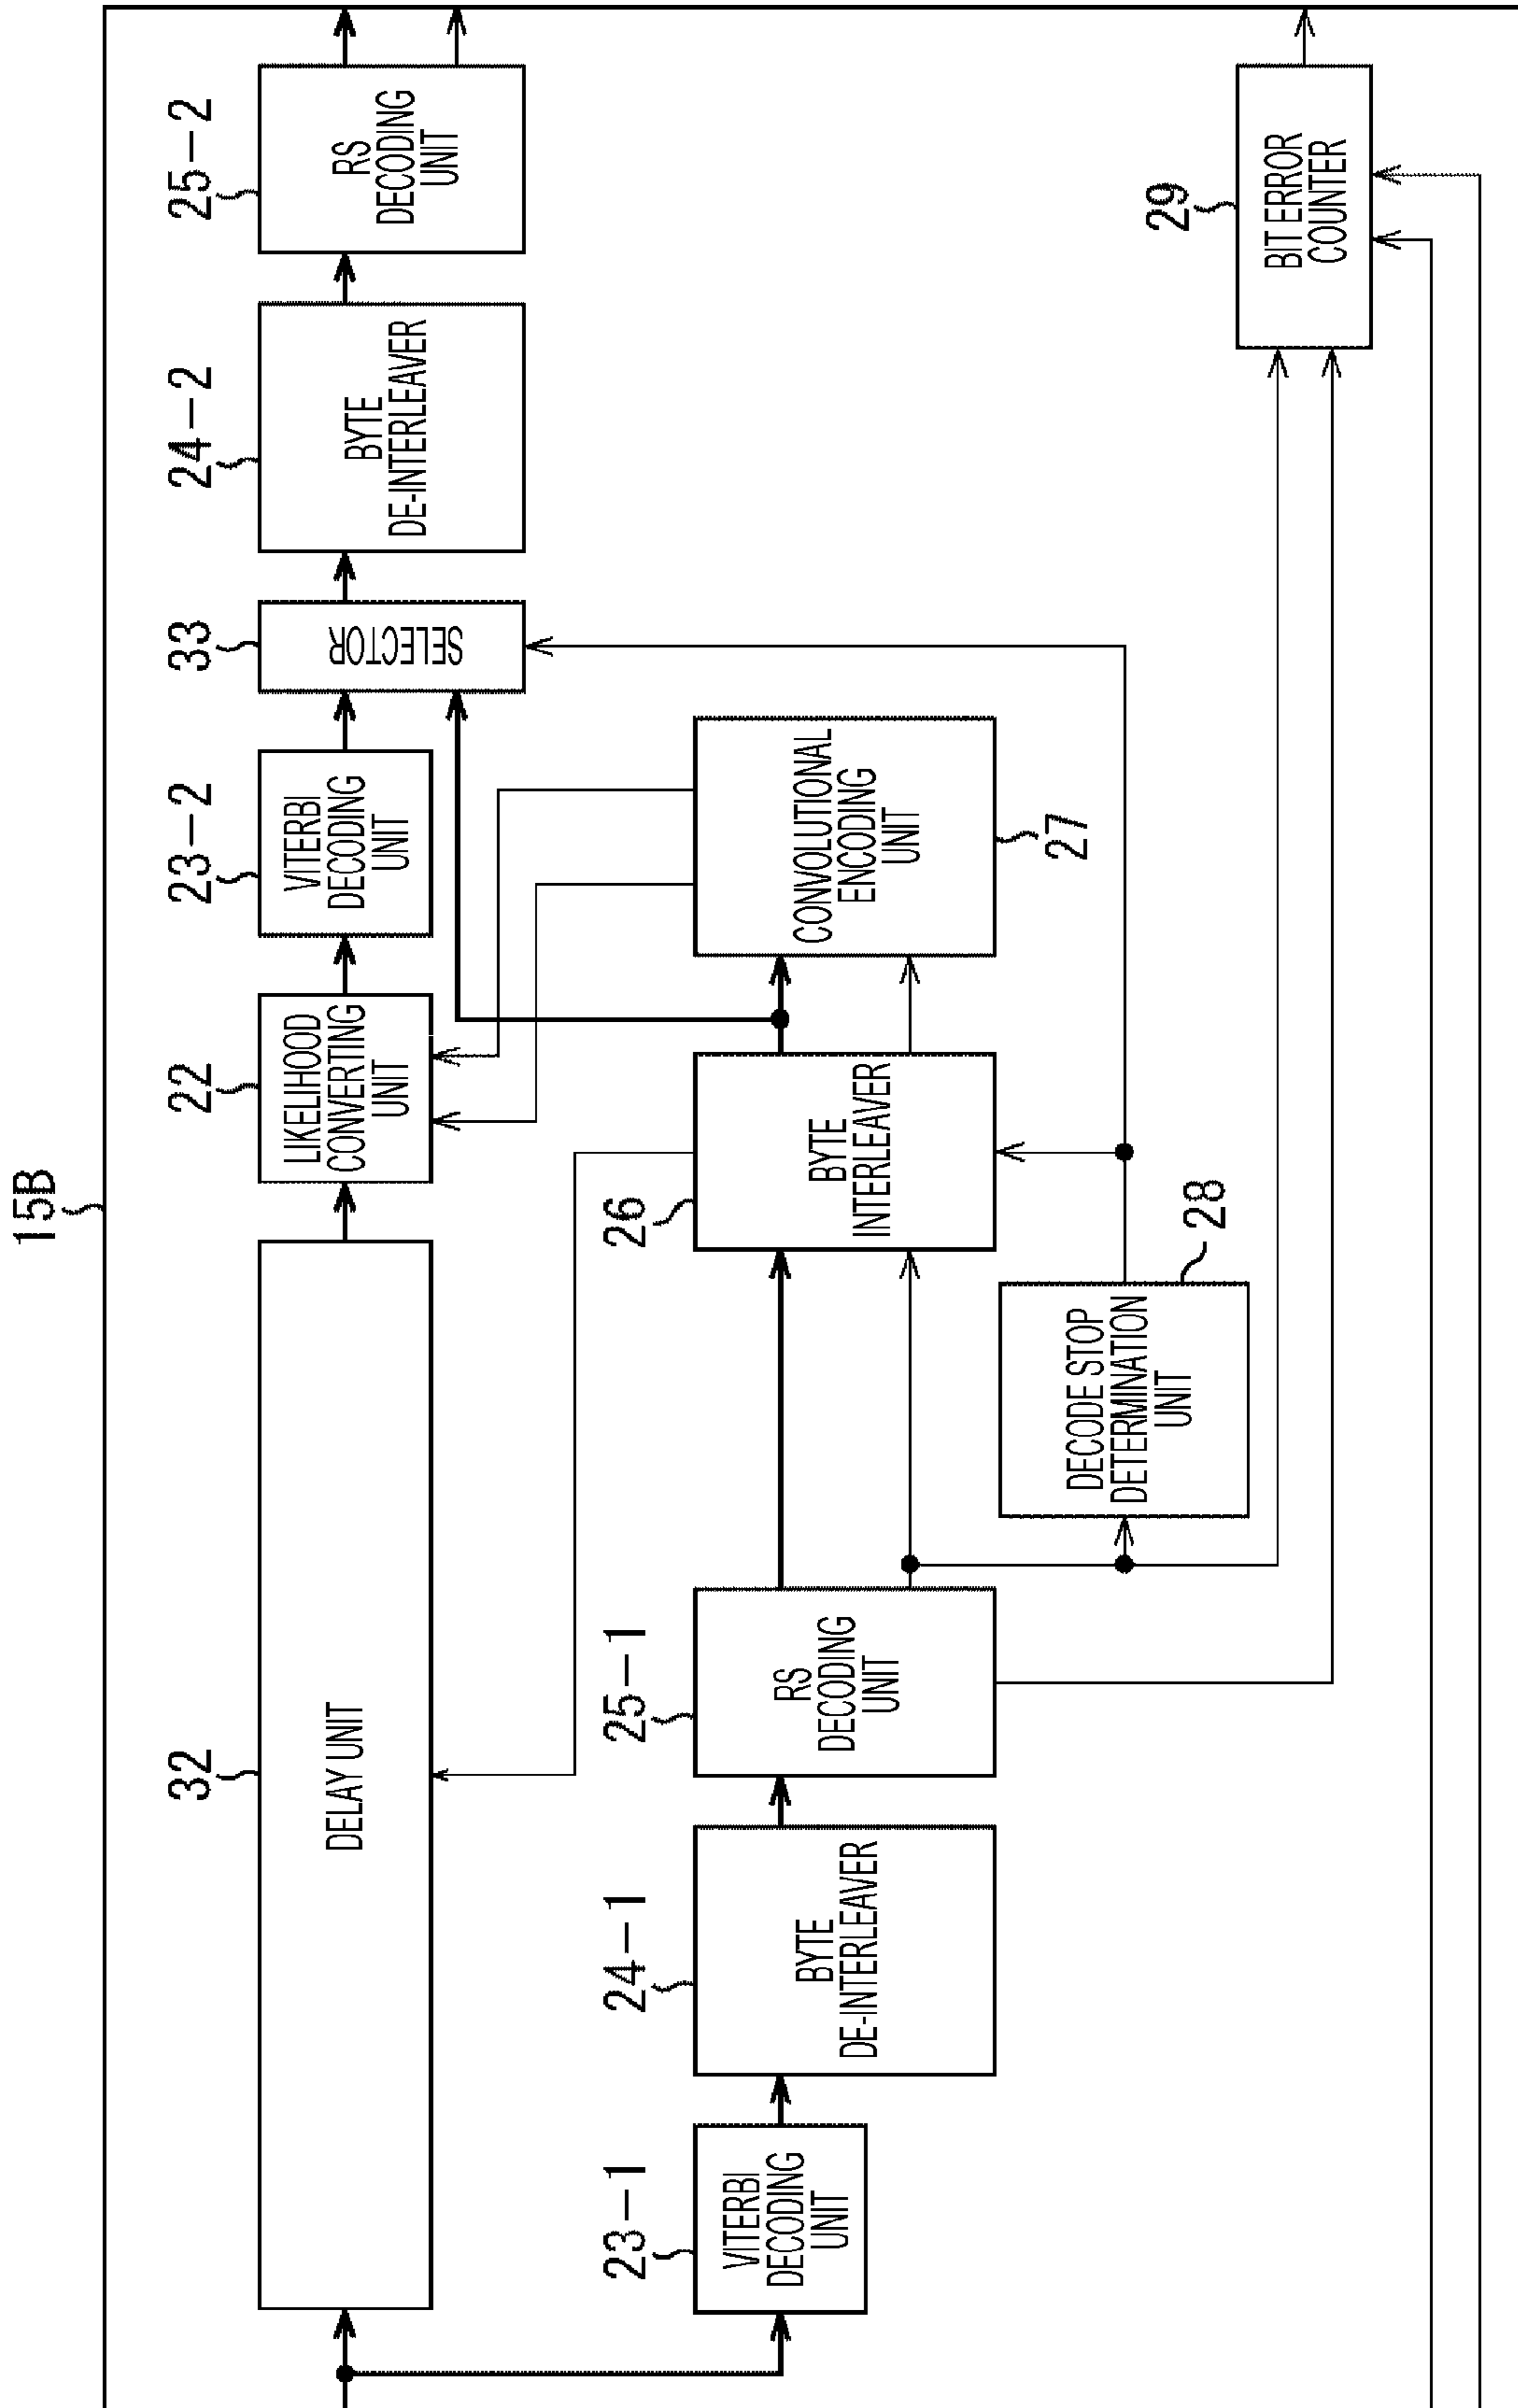 15B
32
DELAY UNIT
22
LIKELIHOOD
CONVERTING
UNIT
23-2
VITERBI
DECODING
UNIT
33
SELECTOR
24-2
BYTE
DE-INTERLEAVER
25-2
RS
DECODING
UNIT
23-1
VITERBI
DECODING
UNIT
24-1
BYTE
DE-INTERLEAVER
25-1
RS
DECODING
UNIT
26
BYTE
INTERLEAVER
CONVOLUTIONAL
ENCODING
UNIT
27
DECODE STOP
DETERMINATION
UNIT
28
29
BIT ERROR
COUNTER